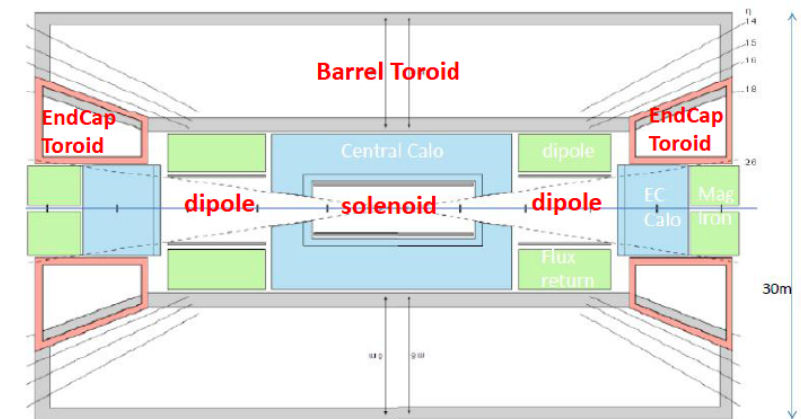 η
14
15
16
18
Barrel Toroid
EndCap
Toroid
EndCap
Toroid
Central Calo
dipole
20
dipole
solenoid
dipole
EC
Calo
Mag
Iron
Flux
return
30m